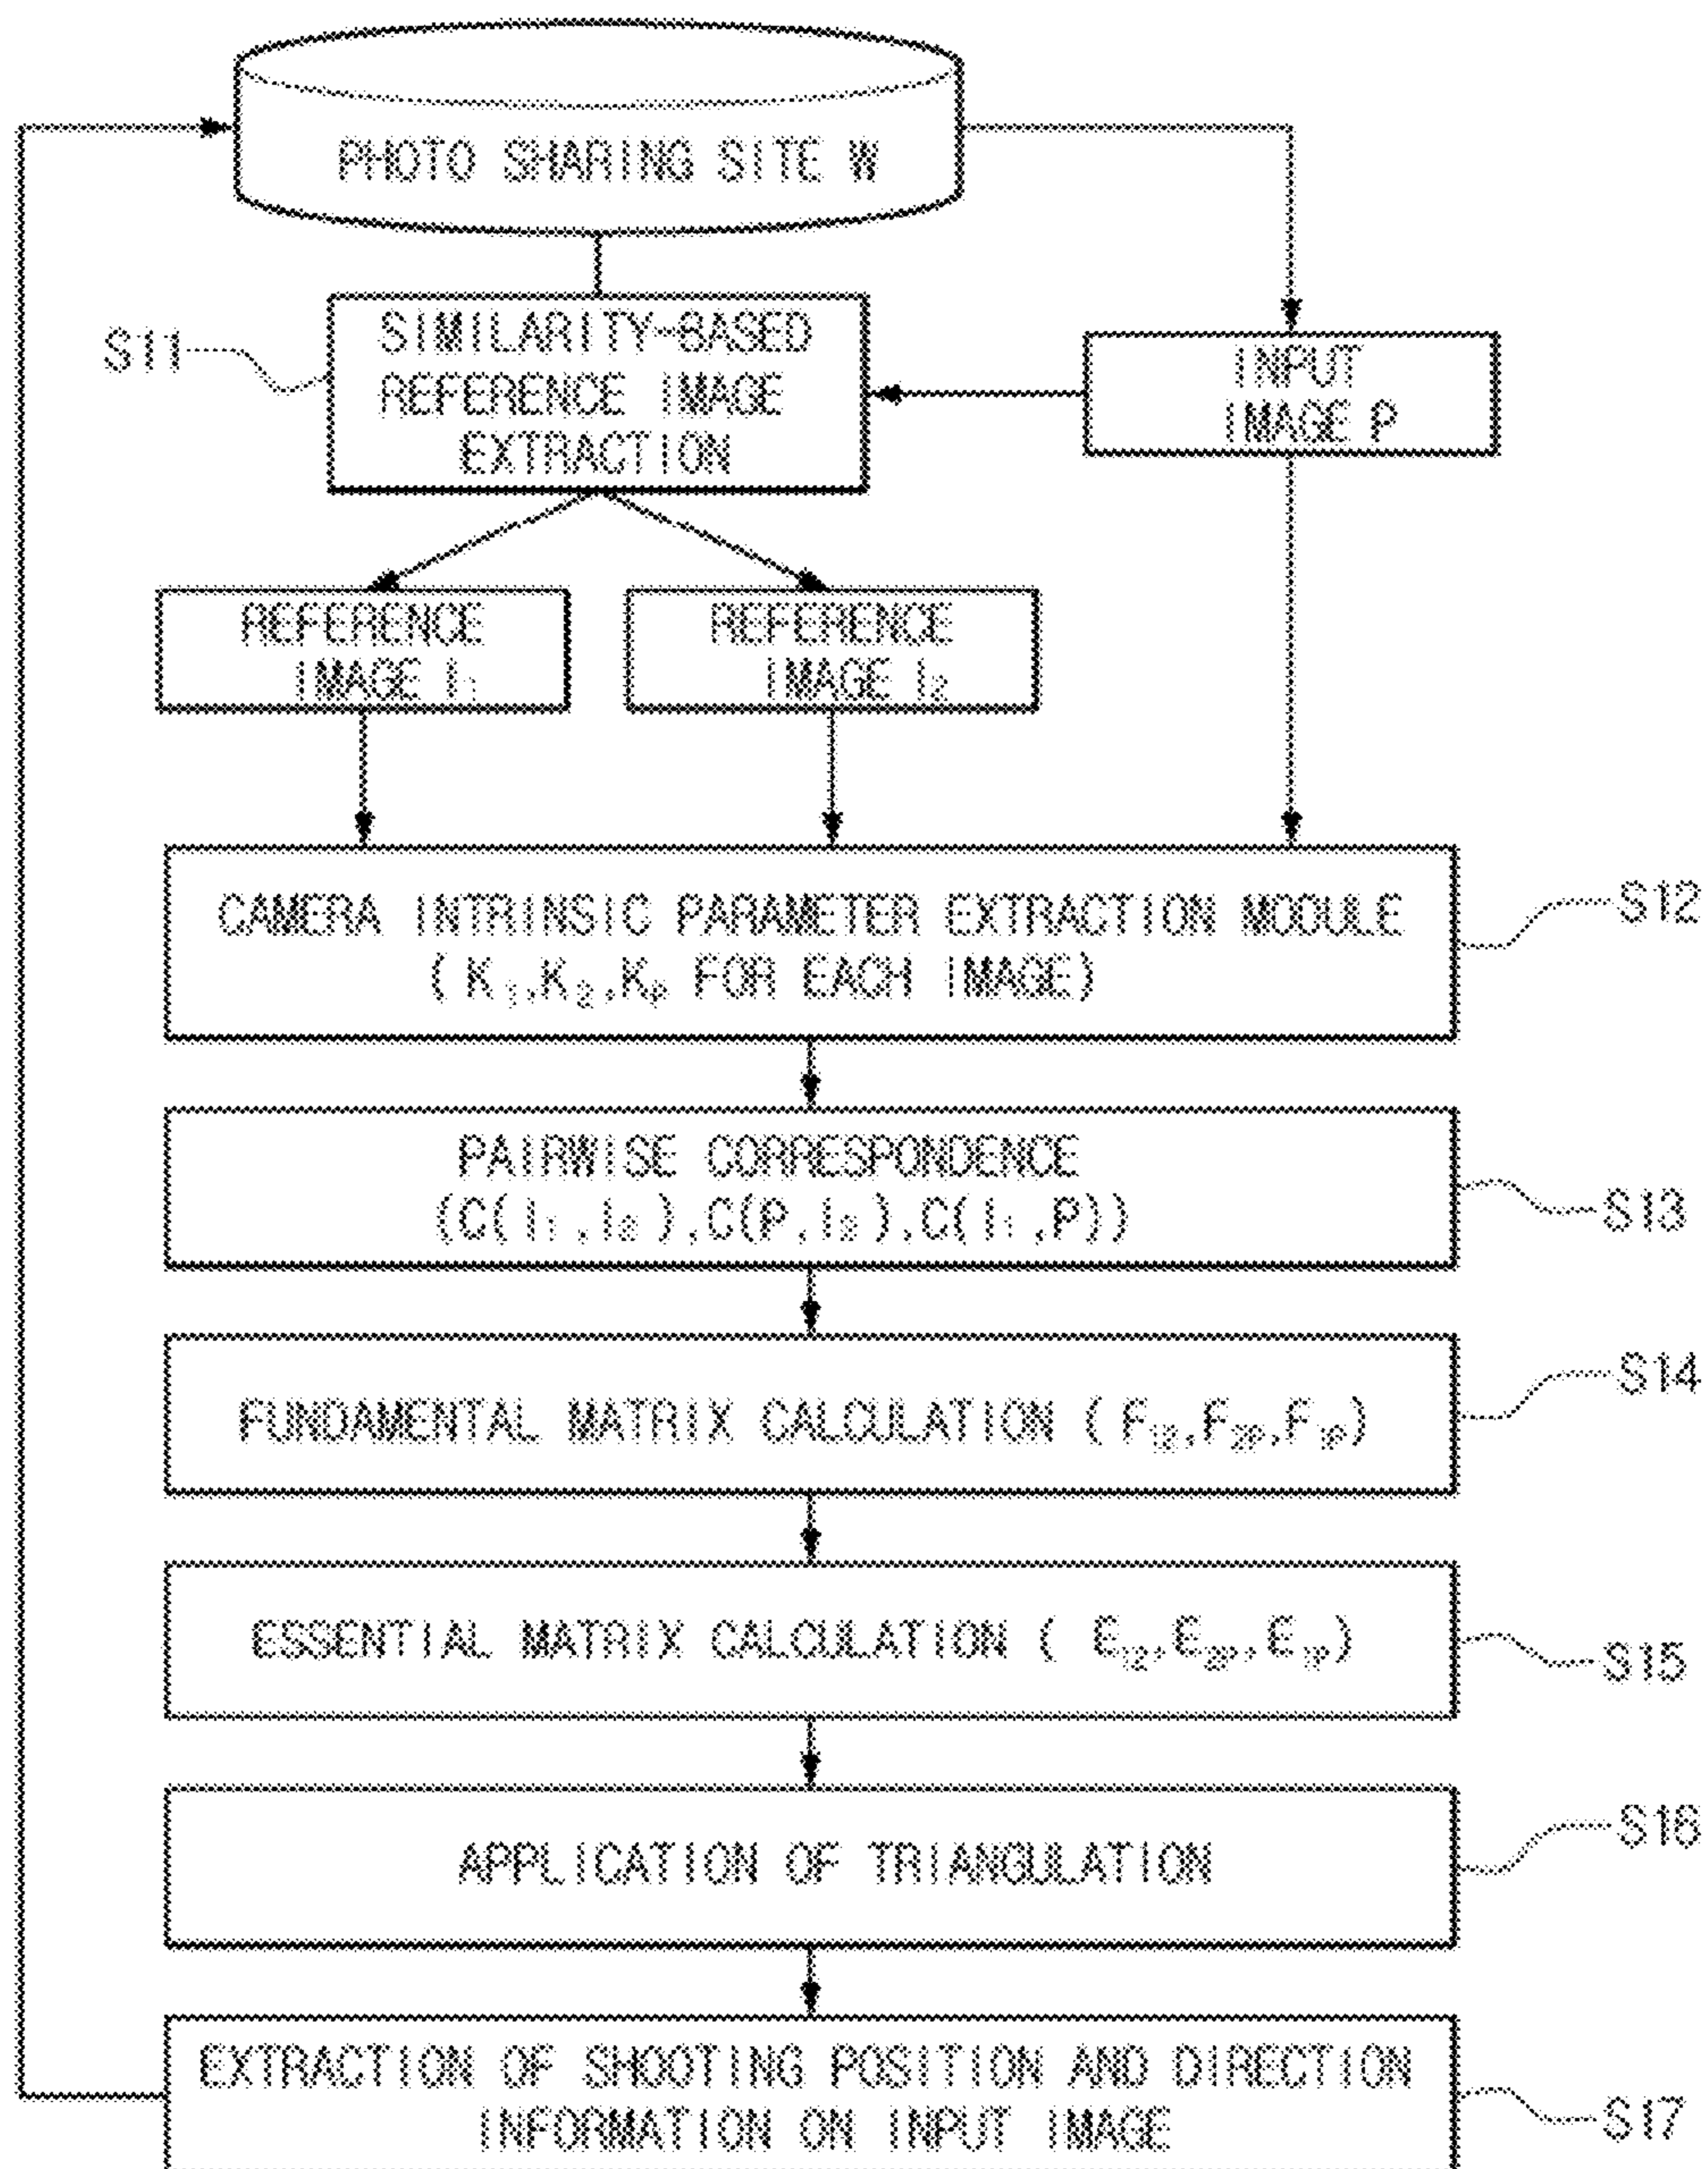 PHOTO SHARING SITE W
S11
SIMILARITY-BASED
REFERENCE IMAGE
EXTRACTION
INPUT
IMAGE P
REFERENCE
IMAGE I₁
REFERENCE
IMAGE I₂
CAMERA INTRINSIC PARAMETER EXTRACTION MODULE
( K₁,K₂,Kₚ FOR EACH IMAGE)
S12
PAIRWISE CORRESPONDENCE
(C(I₁,I₂),C(P,I₂),C(I₁,P))
S13
FUNDAMENTAL MATRIX CALCULATION ( F₁₂,F₂ₚ,F₁ₚ)
S14
ESSENTIAL MATRIX CALCULATION ( E₁₂,E₂ₚ,E₁ₚ)
S15
APPLICATION OF TRIANGULATION
S16
EXTRACTION OF SHOOTING POSITION AND DIRECTION
INFORMATION ON INPUT IMAGE
S17